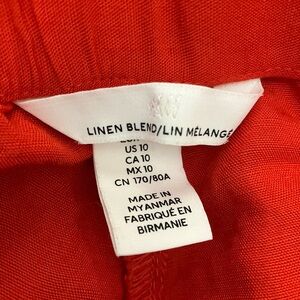 LINEN BLEND/LIN MÉLANGÉ
US 10
CA 10
MX 10
CN 170/80A
MADE IN
MYANMAR
FABRIQUÉ EN
BIRMANIE